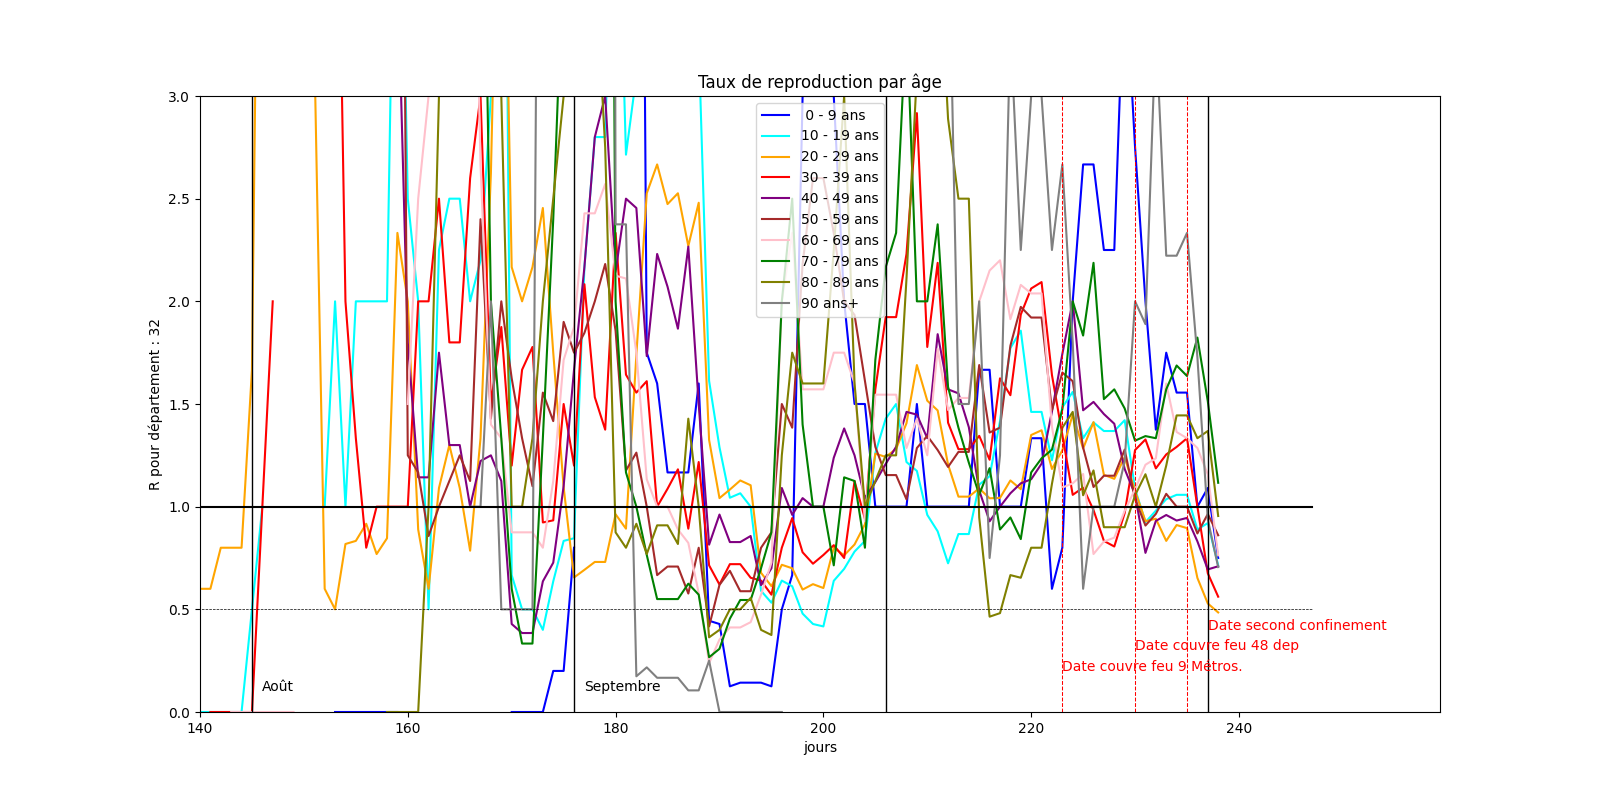 Taux de reproduction par âge
R pour département : 32
3.0
2.5
2.0
1.5
1.0
0.5
0.0
0 - 9 ans
10 - 19 ans
20 - 29 ans
30 - 39 ans
40 - 49 ans
50 - 59 ans
60 - 69 ans
70 - 79 ans
80 - 89 ans
90 ans+
Date second confinement
Date couvre feu 48 dep
Date couvre feu 9 Métros.
Août
Septembre
140
160
180
200
220
240
jours